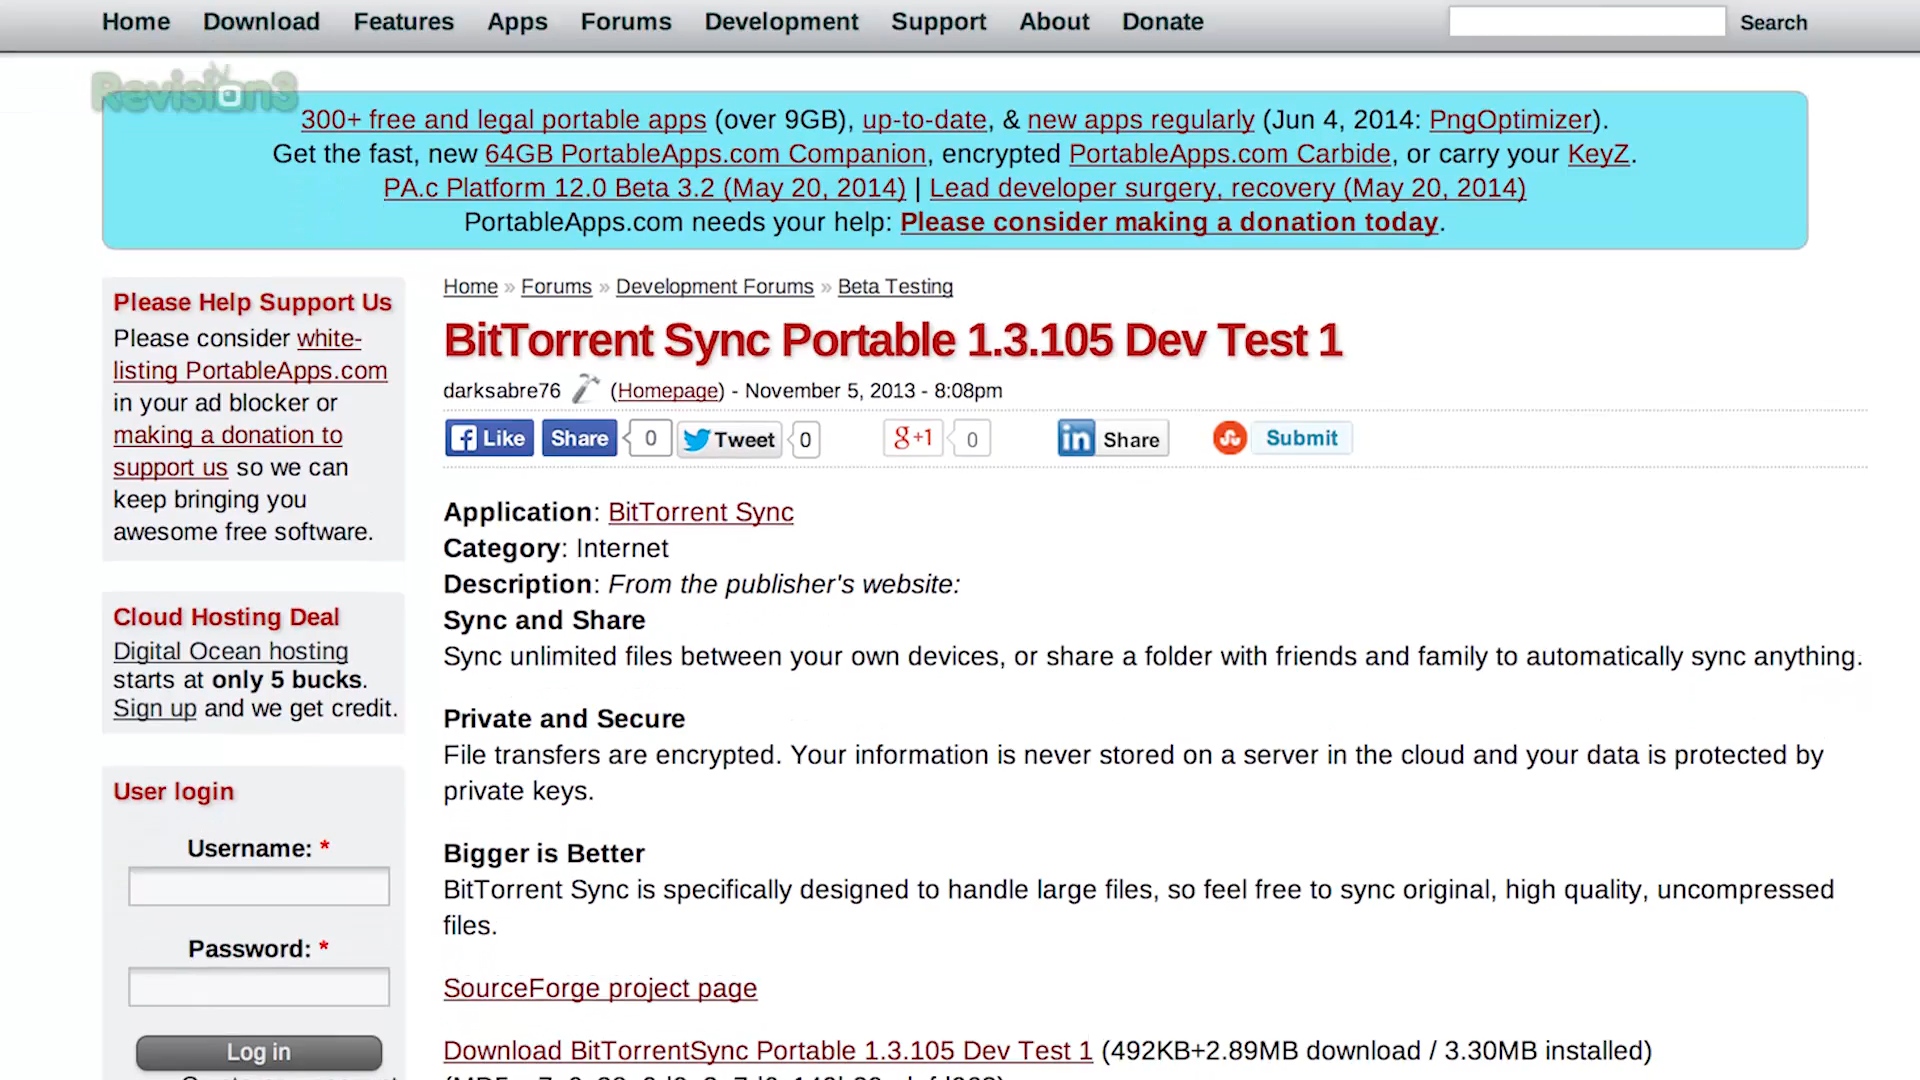 Home Download Features Apps Forums Development Support About Donate Search
Revision3
300+ free and legal portable apps (over 9GB), up-to-date, & new apps regularly (Jun 4, 2014: PngOptimizer).
Get the fast, new 64GB PortableApps.com Companion, encrypted PortableApps.com Carbide, or carry your KeyZ.
PA.c Platform 12.0 Beta 3.2 (May 20, 2014) | Lead developer surgery, recovery (May 20, 2014)
PortableApps.com needs your help: Please consider making a donation today.
Please Help Support Us
Please consider white-
listing PortableApps.com
in your ad blocker or
making a donation to
support us so we can
keep bringing you
awesome free software.
Cloud Hosting Deal
Digital Ocean hosting
starts at only 5 bucks.
Sign up and we get credit.
User login
Username: *
Password: *
Log in
Home » Forums » Development Forums » Beta Testing
BitTorrent Sync Portable 1.3.105 Dev Test 1
darksabre76 (Homepage) - November 5, 2013 - 8:08pm
Like Share 0 Tweet 0 g+1 0 in Share Submit
Application: BitTorrent Sync
Category: Internet
Description: From the publisher's website:
Sync and Share
Sync unlimited files between your own devices, or share a folder with friends and family to automatically sync anything.
Private and Secure
File transfers are encrypted. Your information is never stored on a server in the cloud and your data is protected by
private keys.
Bigger is Better
BitTorrent Sync is specifically designed to handle large files, so feel free to sync original, high quality, uncompressed
files.
SourceForge project page
Download BitTorrentSync Portable 1.3.105 Dev Test 1 (492KB+2.89MB download / 3.30MB installed)